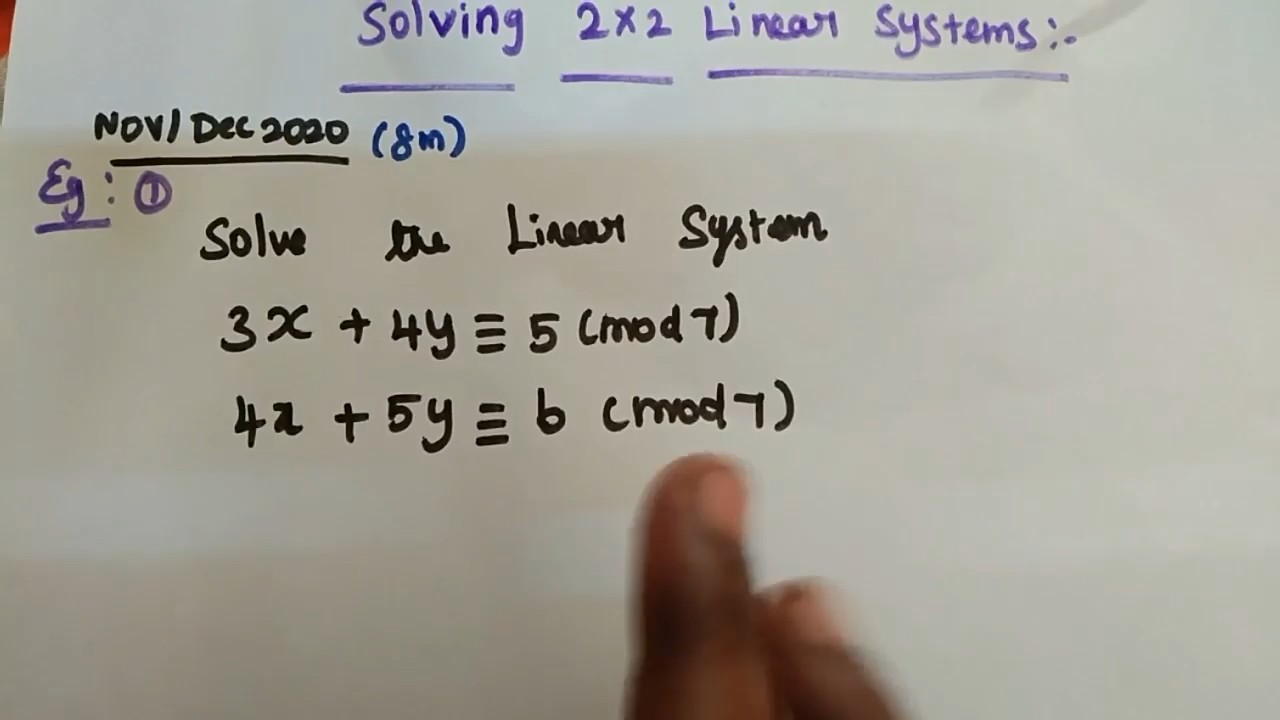 Solving 2x2 Linear Systems:-
Nov/Dec 2020 (8m)
Eg: ①
Solve the Linear System
3x + 4y ≡ 5 (mod 7)
4x + 5y ≡ 6 (mod 7)